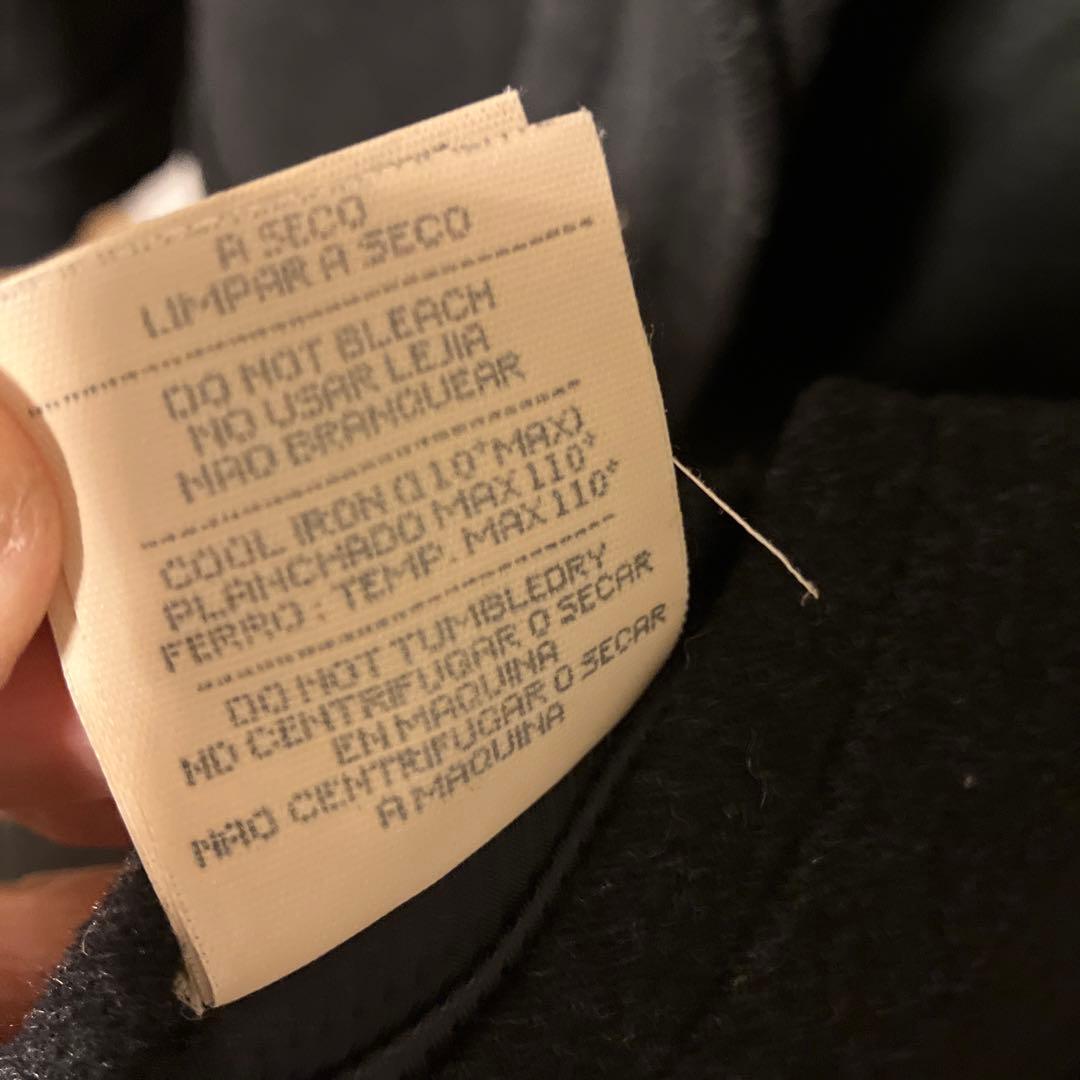 A SECO
LIMPAR A SECO
DO NOT BLEACH
NO USAR LEJIA
NAO BRANQUEAR
COOL IRON (110°MAX)
PLANCHADO MAX 110°
FERRO : TEMP. MAX 110°
DO NOT TUMBLEDRY
NO CENTRIFUGAR O SECAR
EN MAQUINA
NAO CENTRIFUGAR O SECAR
A MAQUINA